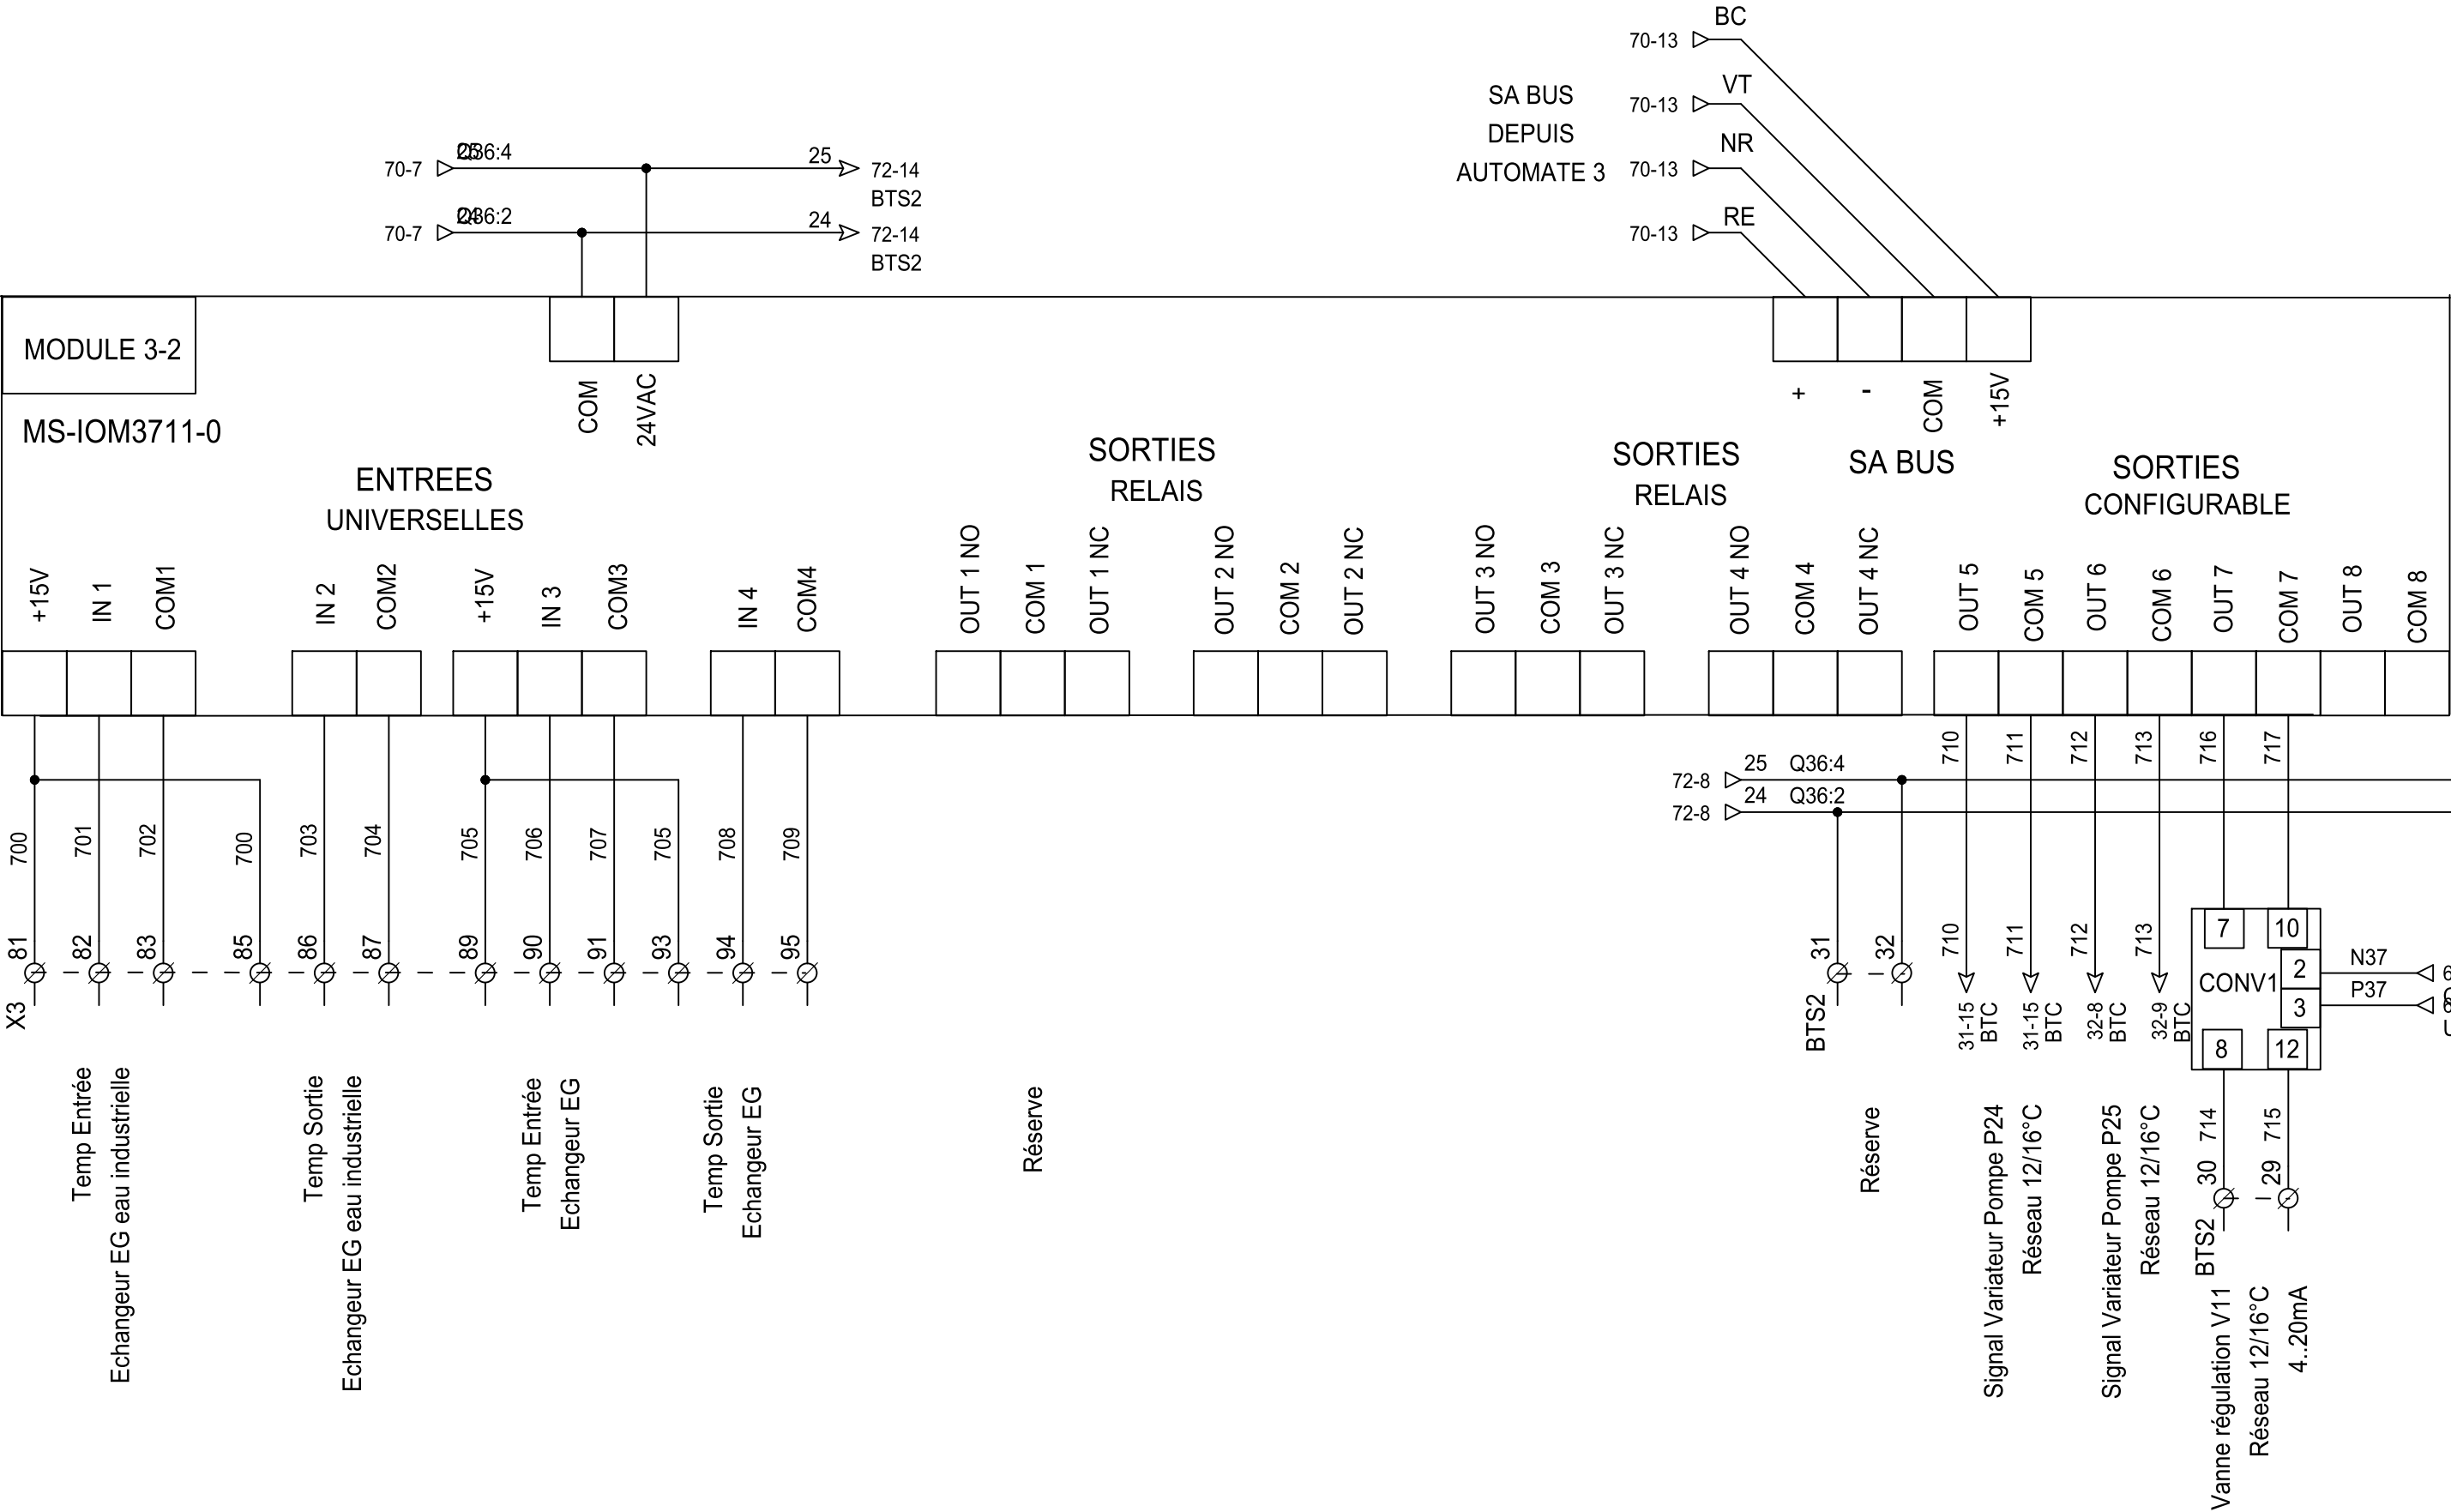 BC
70-13
VT
70-13
NR
70-13
RE
70-13
SA BUS
DEPUIS
AUTOMATE 3
70-7
Q36:4
25
72-14
BTS2
70-7
Q36:2
24
72-14
BTS2
MODULE 3-2
MS-IOM3711-0
COM
24VAC
+
-
COM
+15V
ENTREES
UNIVERSELLES
SORTIES
RELAIS
SORTIES
RELAIS
SA BUS
SORTIES
CONFIGURABLE
+15V
IN 1
COM1
IN 2
COM2
+15V
IN 3
COM3
IN 4
COM4
OUT 1 NO
COM 1
OUT 1 NC
OUT 2 NO
COM 2
OUT 2 NC
OUT 3 NO
COM 3
OUT 3 NC
OUT 4 NO
COM 4
OUT 4 NC
OUT 5
COM 5
OUT 6
COM 6
OUT 7
COM 7
OUT 8
COM 8
710
711
712
713
716
717
72-8
25
Q36:4
72-8
24
Q36:2
700
701
702
700
703
704
705
706
707
705
708
709
81
82
83
85
86
87
89
90
91
93
94
95
X3
31
32
BTS2
710
711
712
713
31-15
BTC
31-15
BTC
32-8
BTC
32-9
BTC
7
10
CONV1
2
3
8
12
N37
P37
714
715
30
29
BTS2
Temp Entrée
Echangeur EG eau industrielle
Temp Sortie
Echangeur EG eau industrielle
Temp Entrée
Echangeur EG
Temp Sortie
Echangeur EG
Réserve
Réserve
Signal Variateur Pompe P24
Réseau 12/16°C
Signal Variateur Pompe P25
Réseau 12/16°C
Vanne régulation V11
Réseau 12/16°C
4..20mA